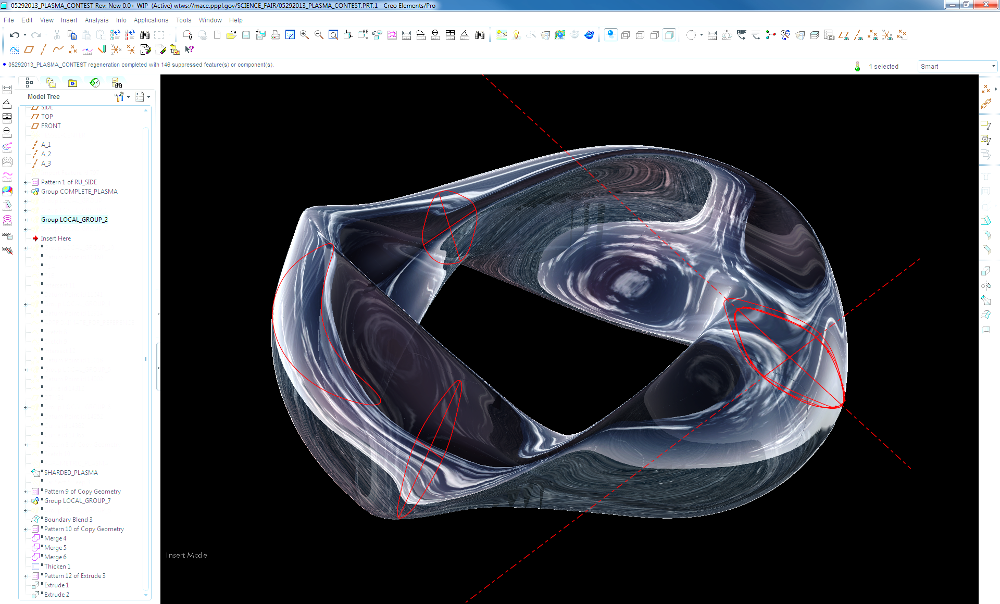 05292013_PLASMA_CONTEST Rev: New 0.0+ WIP (Active) wtws://mace.pppl.gov/SCIENCE_FAIR/05292013_PLASMA_CONTEST.PRT.1 - Creo Elements/Pro
File Edit View Insert Analysis Info Applications Tools Window Help
05292013_PLASMA_CONTEST regeneration completed with 146 suppressed feature(s) or component(s).
1 selected
Smart
Model Tree
SIDE
TOP
FRONT
A_1
A_2
A_3
Pattern 1 of RU_SIDE
Group COMPLETE_PLASMA
Group LOCAL_GROUP_2
Insert Here
SHARDED_PLASMA
Pattern 9 of Copy Geometry
Group LOCAL_GROUP_7
Boundary Blend 3
Pattern 10 of Copy Geometry
Merge 4
Merge 5
Merge 6
Thicken 1
Pattern 12 of Extrude 3
Extrude 1
Extrude 2
Insert Mode